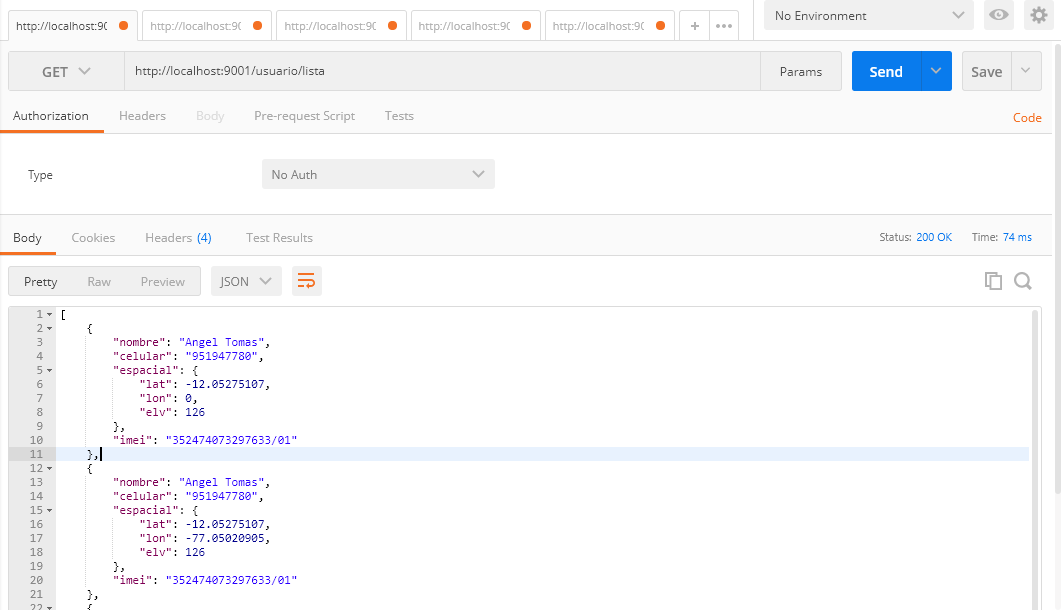 http://localhost:90 http://localhost:90 http://localhost:90 http://localhost:90 http://localhost:90 + ••• No Environment
GET http://localhost:9001/usuario/lista Params Send Save
Authorization Headers Body Pre-request Script Tests Code
Type No Auth
Body Cookies Headers (4) Test Results Status: 200 OK Time: 74 ms
Pretty Raw Preview JSON
1 [
2 {
3 "nombre": "Angel Tomas",
4 "celular": "951947780",
5 "espacial": {
6 "lat": -12.05275107,
7 "lon": 0,
8 "elv": 126
9 },
10 "imei": "352474073297633/01"
11 },
12 {
13 "nombre": "Angel Tomas",
14 "celular": "951947780",
15 "espacial": {
16 "lat": -12.05275107,
17 "lon": -77.05020905,
18 "elv": 126
19 },
20 "imei": "352474073297633/01"
21 },
22 {